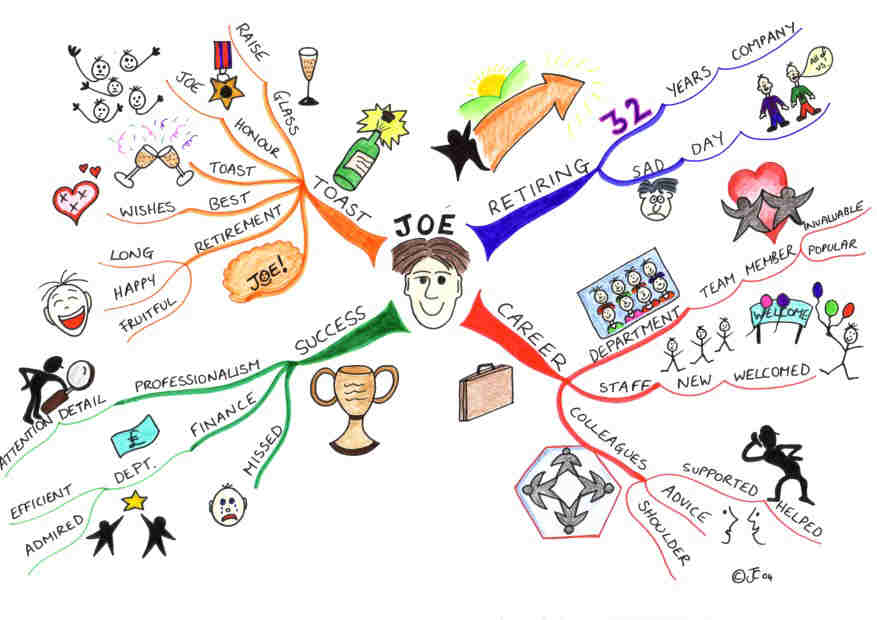 JOE
RETIRING
32
YEARS
COMPANY
SAD
DAY
All of us!
CAREER
DEPARTMENT
TEAM
MEMBER
INVALUABLE
POPULAR
STAFF
NEW
WELCOMED
WELCOME
COLLEAGUES
SUPPORTED
HELPED
ADVICE
SHOULDER
SUCCESS
PROFESSIONALISM
DETAIL
ATTENTION
FINANCE
DEPT.
£
EFFICIENT
ADMIRED
MISSED
TOAST
RAISE
GLASS
JOE
HONOUR
TOAST
BEST
WISHES
RETIREMENT
LONG
HAPPY
FRUITFUL
JOE!
© JE 04